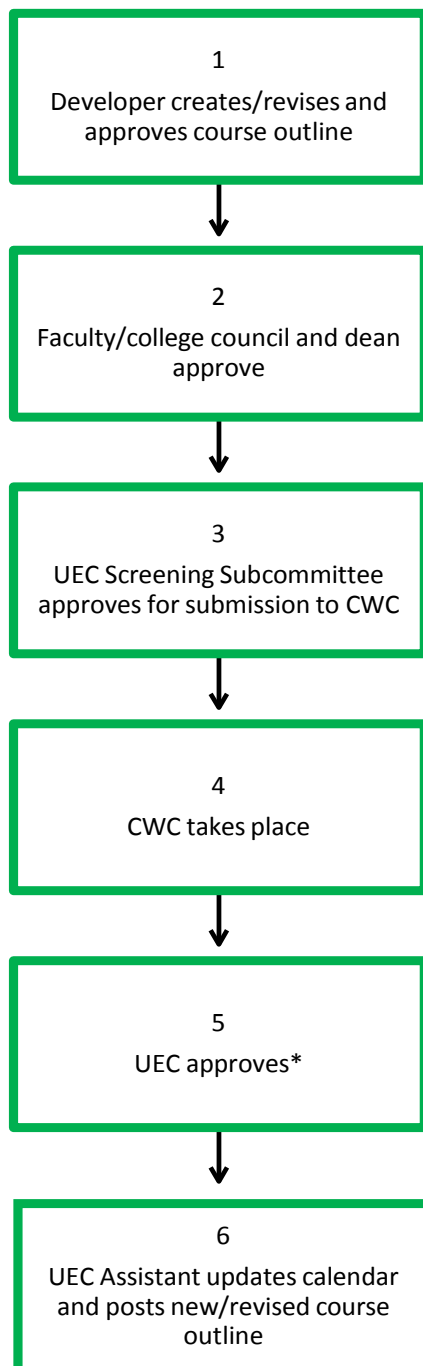 1
Developer creates/revises and
approves course outline
2
Faculty/college council and dean
approve
3
UEC Screening Subcommittee
approves for submission to CWC
4
CWC takes place
5
UEC approves*
6
UEC Assistant updates calendar
and posts new/revised course
outline